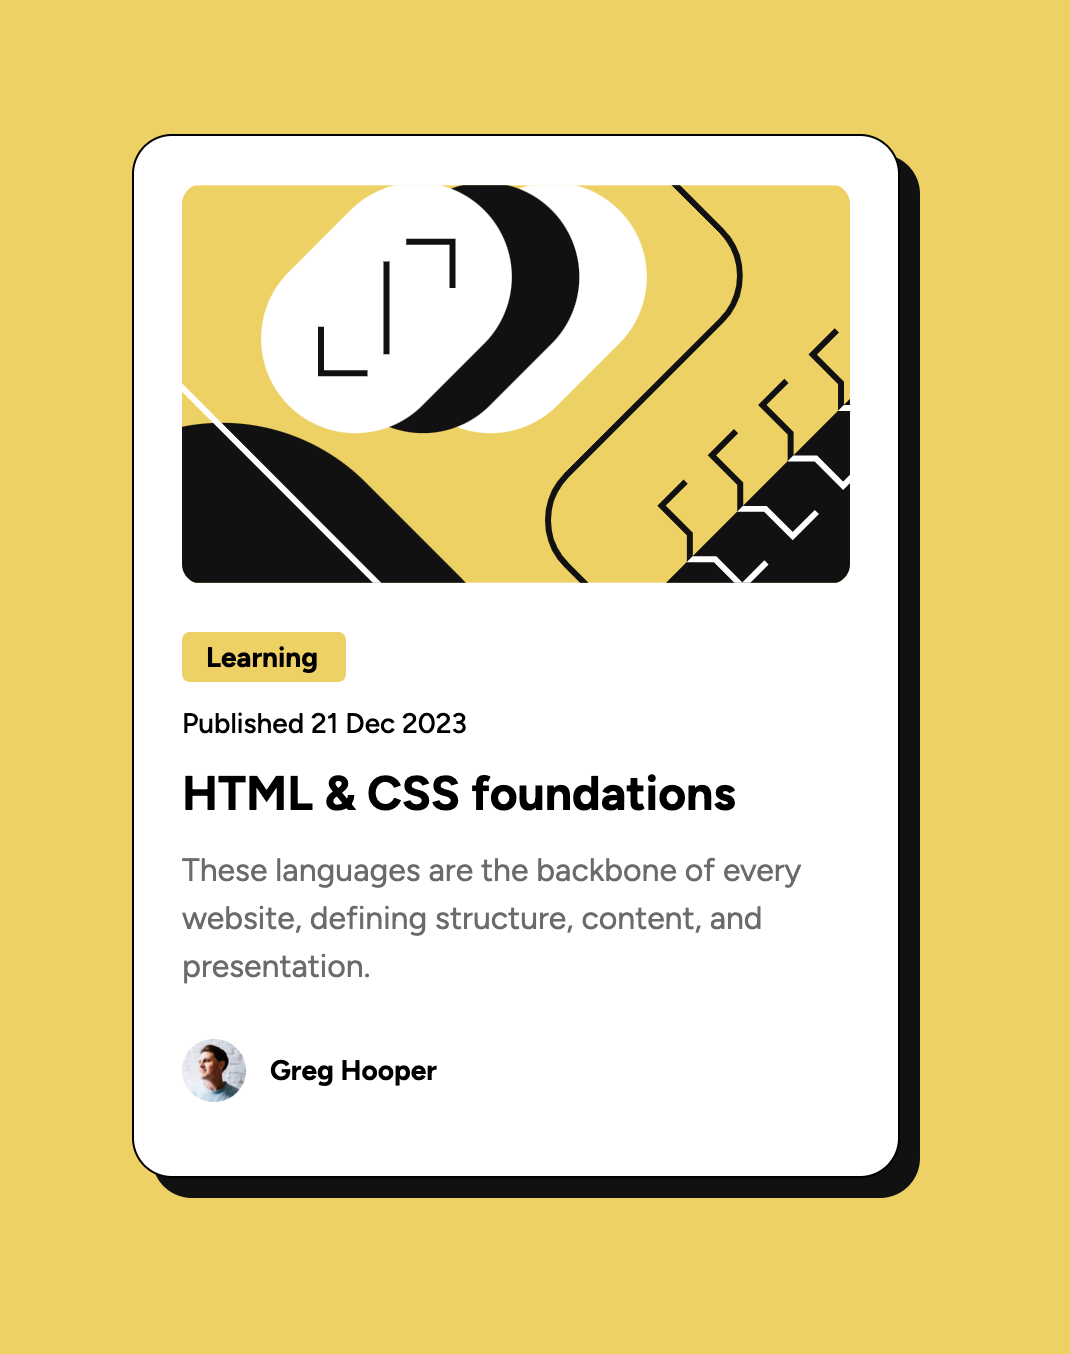 Learning
Published 21 Dec 2023
HTML & CSS foundations
These languages are the backbone of every
website, defining structure, content, and
presentation.
Greg Hooper